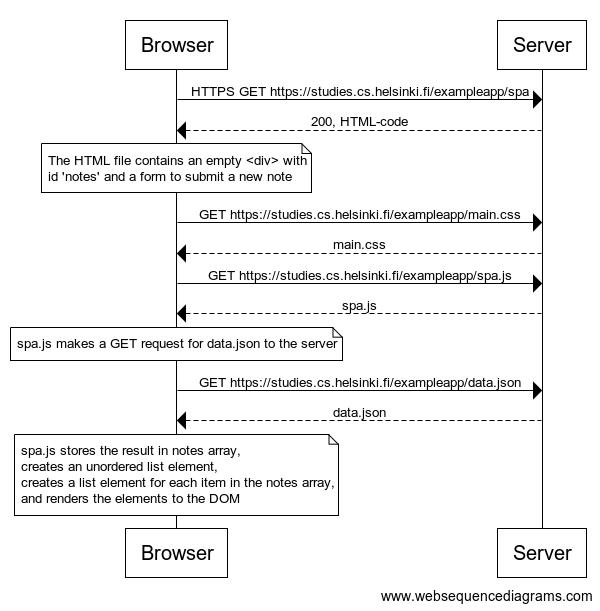 Browser
Server
HTTPS GET https://studies.cs.helsinki.fi/exampleapp/spa
200, HTML-code
The HTML file contains an empty <div> with
id 'notes' and a form to submit a new note
GET https://studies.cs.helsinki.fi/exampleapp/main.css
main.css
GET https://studies.cs.helsinki.fi/exampleapp/spa.js
spa.js
spa.js makes a GET request for data.json to the server
GET https://studies.cs.helsinki.fi/exampleapp/data.json
data.json
spa.js stores the result in notes array,
creates an unordered list element,
creates a list element for each item in the notes array,
and renders the elements to the DOM
Browser
Server
www.websequencediagrams.com